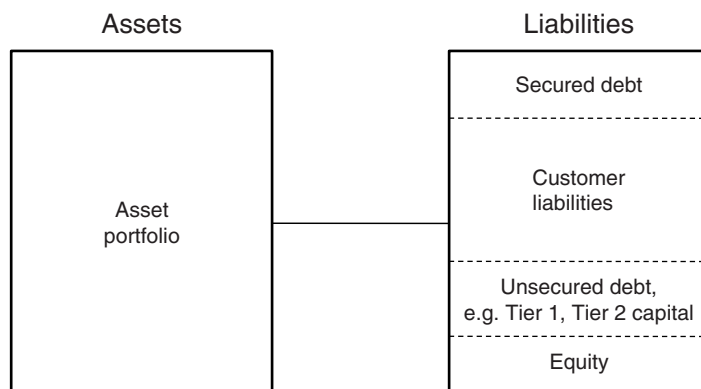 Assets
Liabilities
Asset
portfolio
Secured debt
Customer
liabilities
Unsecured debt,
e.g. Tier 1, Tier 2 capital
Equity